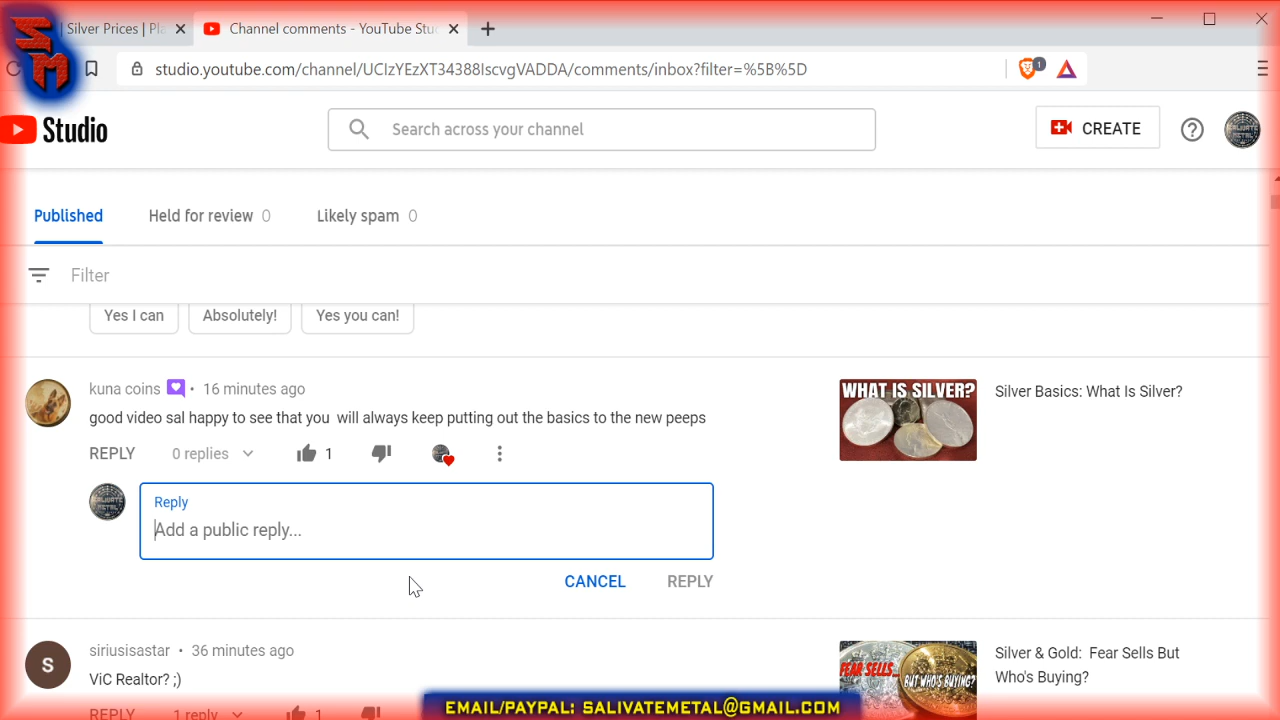 SM
| Silver Prices | Pla
Channel comments - YouTube Stu
studio.youtube.com/channel/UClzYEzXT34388IscvgVADDA/comments/inbox?filter=%5B%5D
1
Studio
Search across your channel
CREATE
Published
Held for review 0
Likely spam 0
Filter
Yes I can
Absolutely!
Yes you can!
kuna coins • 16 minutes ago
good video sal happy to see that you will always keep putting out the basics to the new peeps
REPLY 0 replies 1
WHAT IS SILVER?
Silver Basics: What Is Silver?
Reply
Add a public reply...
CANCEL REPLY
S
siriusisastar • 36 minutes ago
ViC Realtor? ;)
REPLY 1 reply 1
FEAR SELLS...
BUT WHO'S BUYING?
Silver & Gold: Fear Sells But
Who's Buying?
EMAIL/PAYPAL: SALIVATEMETAL@GMAIL.COM